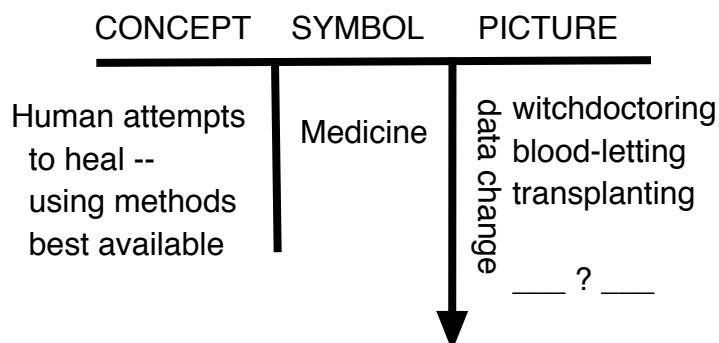 CONCEPT SYMBOL PICTURE
Human attempts
to heal --
using methods
best available
Medicine
data change
witchdoctoring
blood-letting
transplanting
___ ? ___